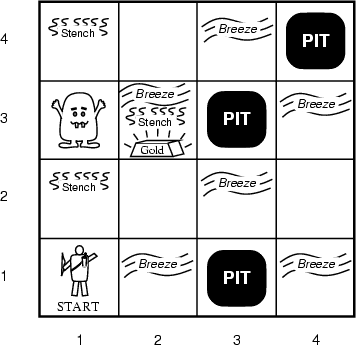 4
Stench
Breeze
PIT
3
Breeze
Stench
Gold
PIT
Breeze
2
Stench
Breeze
1
START
Breeze
PIT
Breeze
1 2 3 4